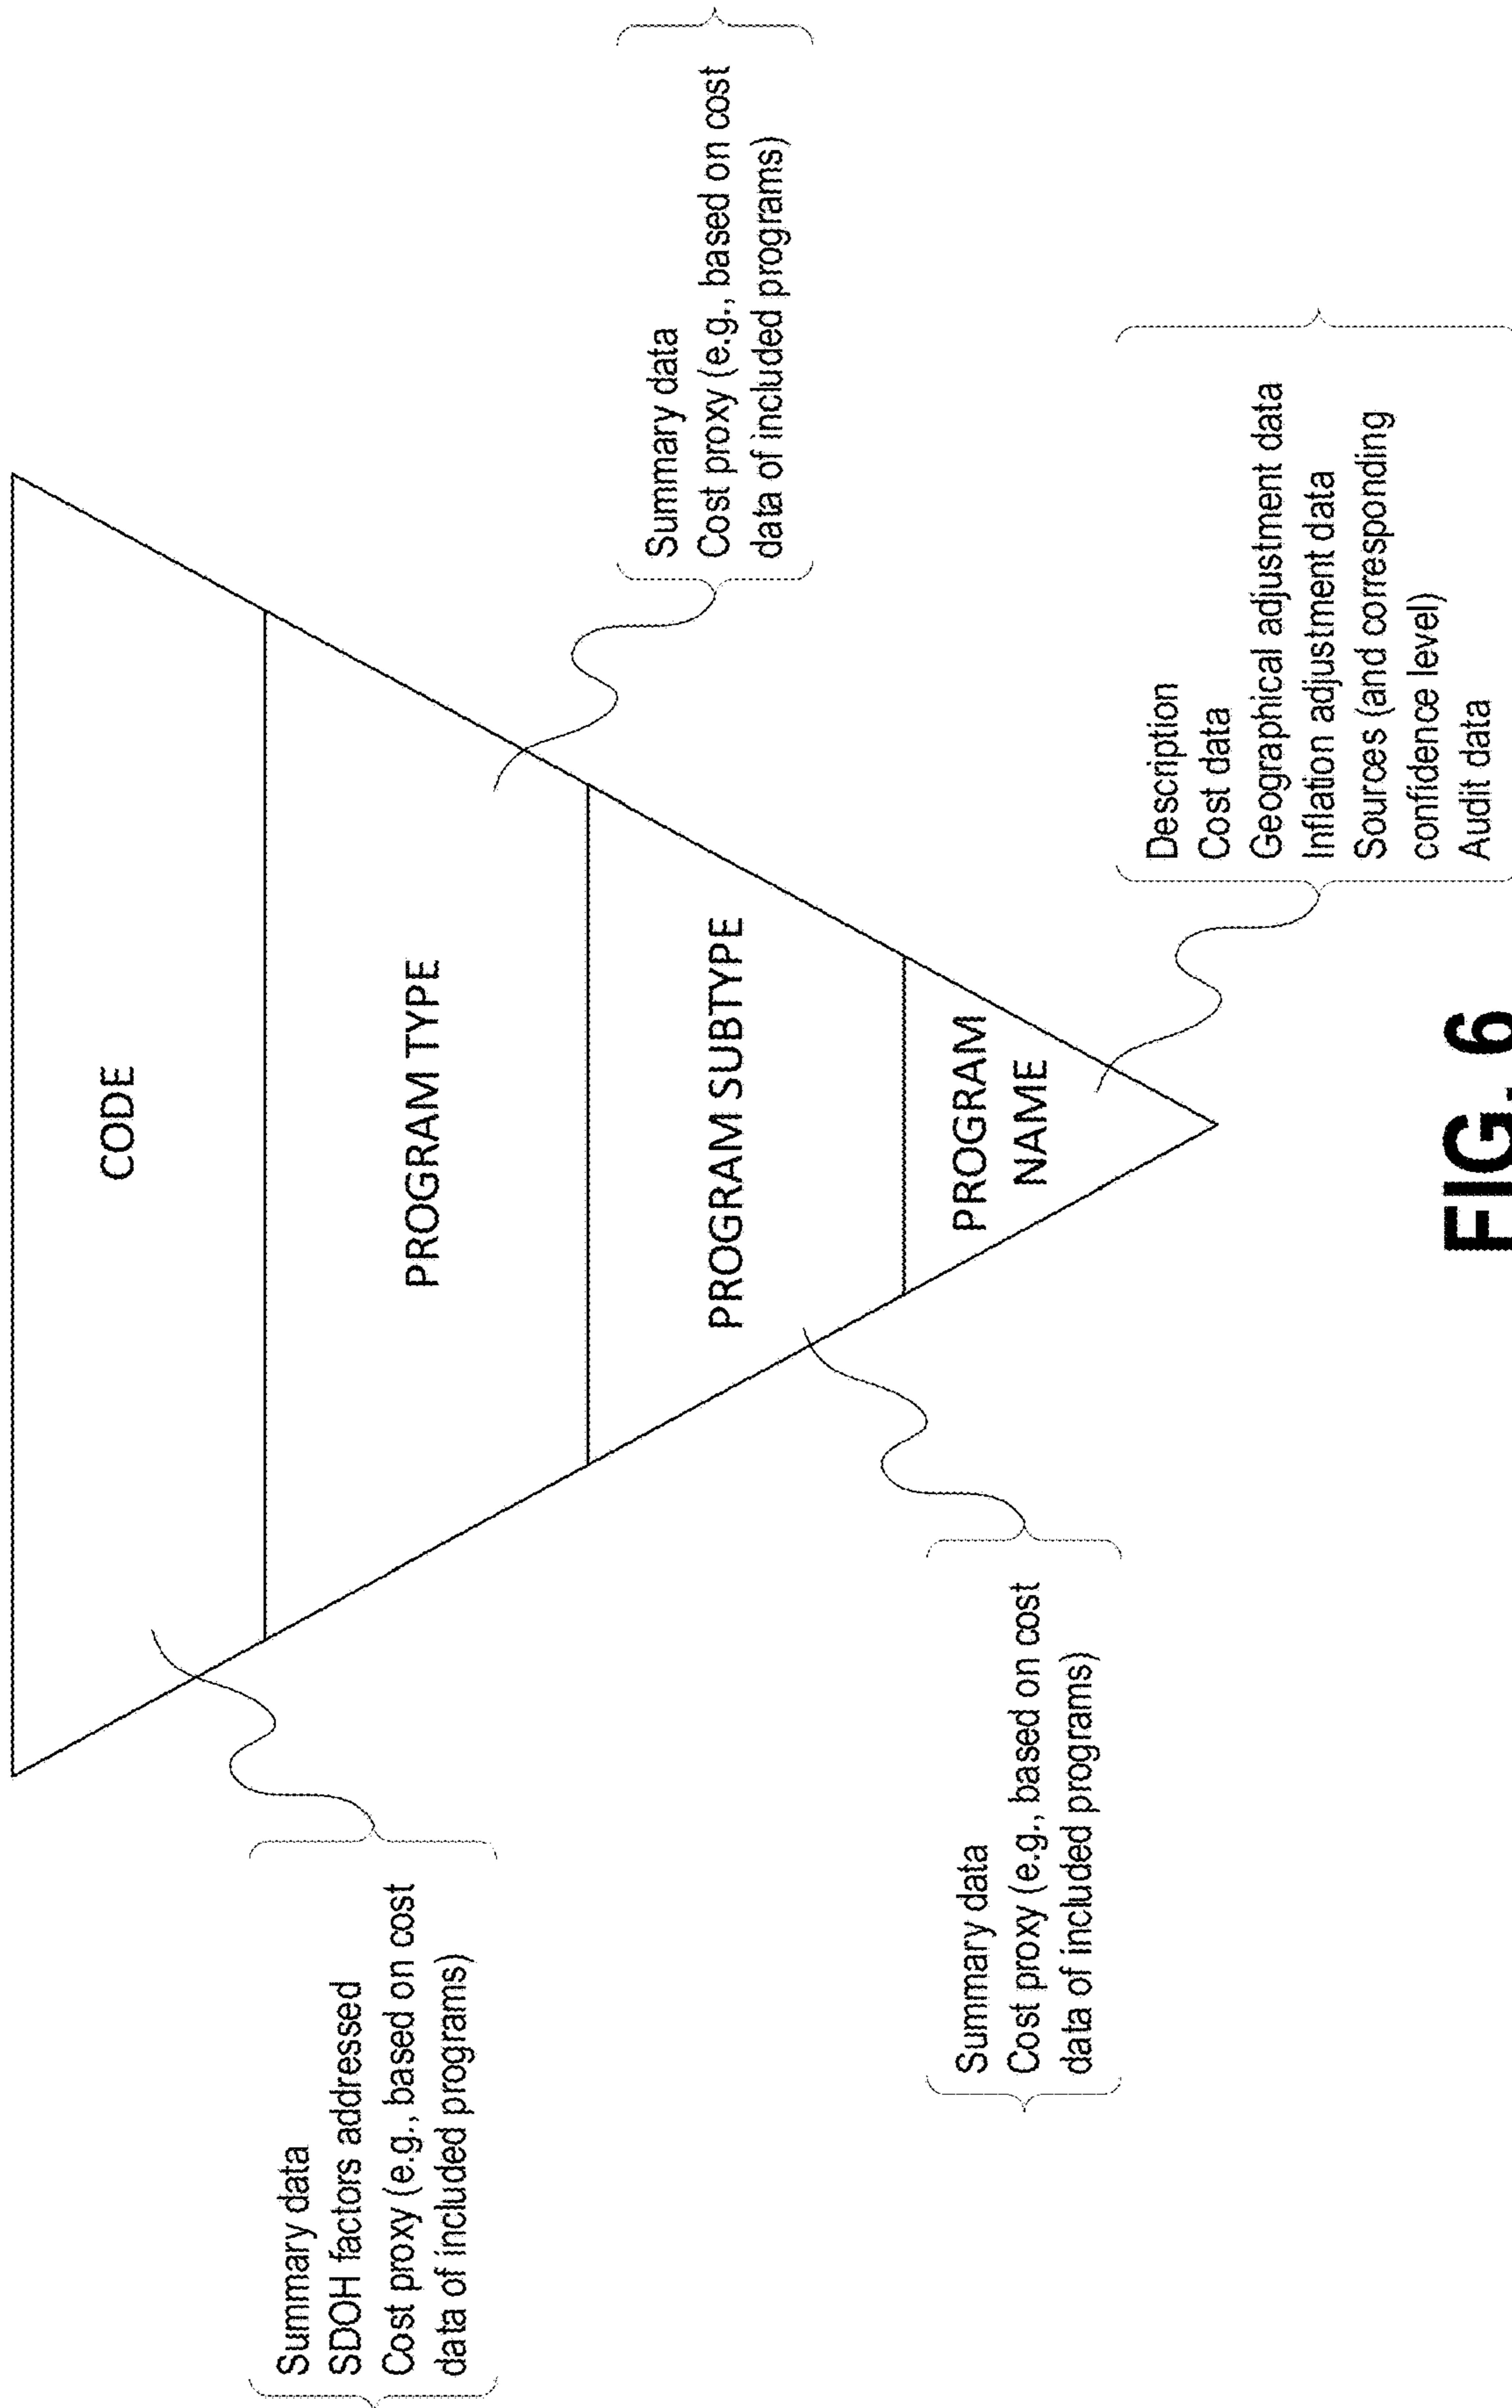 CODE
Summary data
SDOH factors addressed
Cost proxy (e.g., based on cost
data of included programs)
PROGRAM TYPE
Summary data
Cost proxy (e.g., based on cost
data of included programs)
PROGRAM SUBTYPE
Summary data
Cost proxy (e.g., based on cost
data of included programs)
PROGRAM
NAME
Description
Cost data
Geographical adjustment data
Inflation adjustment data
Sources (and corresponding
confidence level)
Audit data
FIG. 6